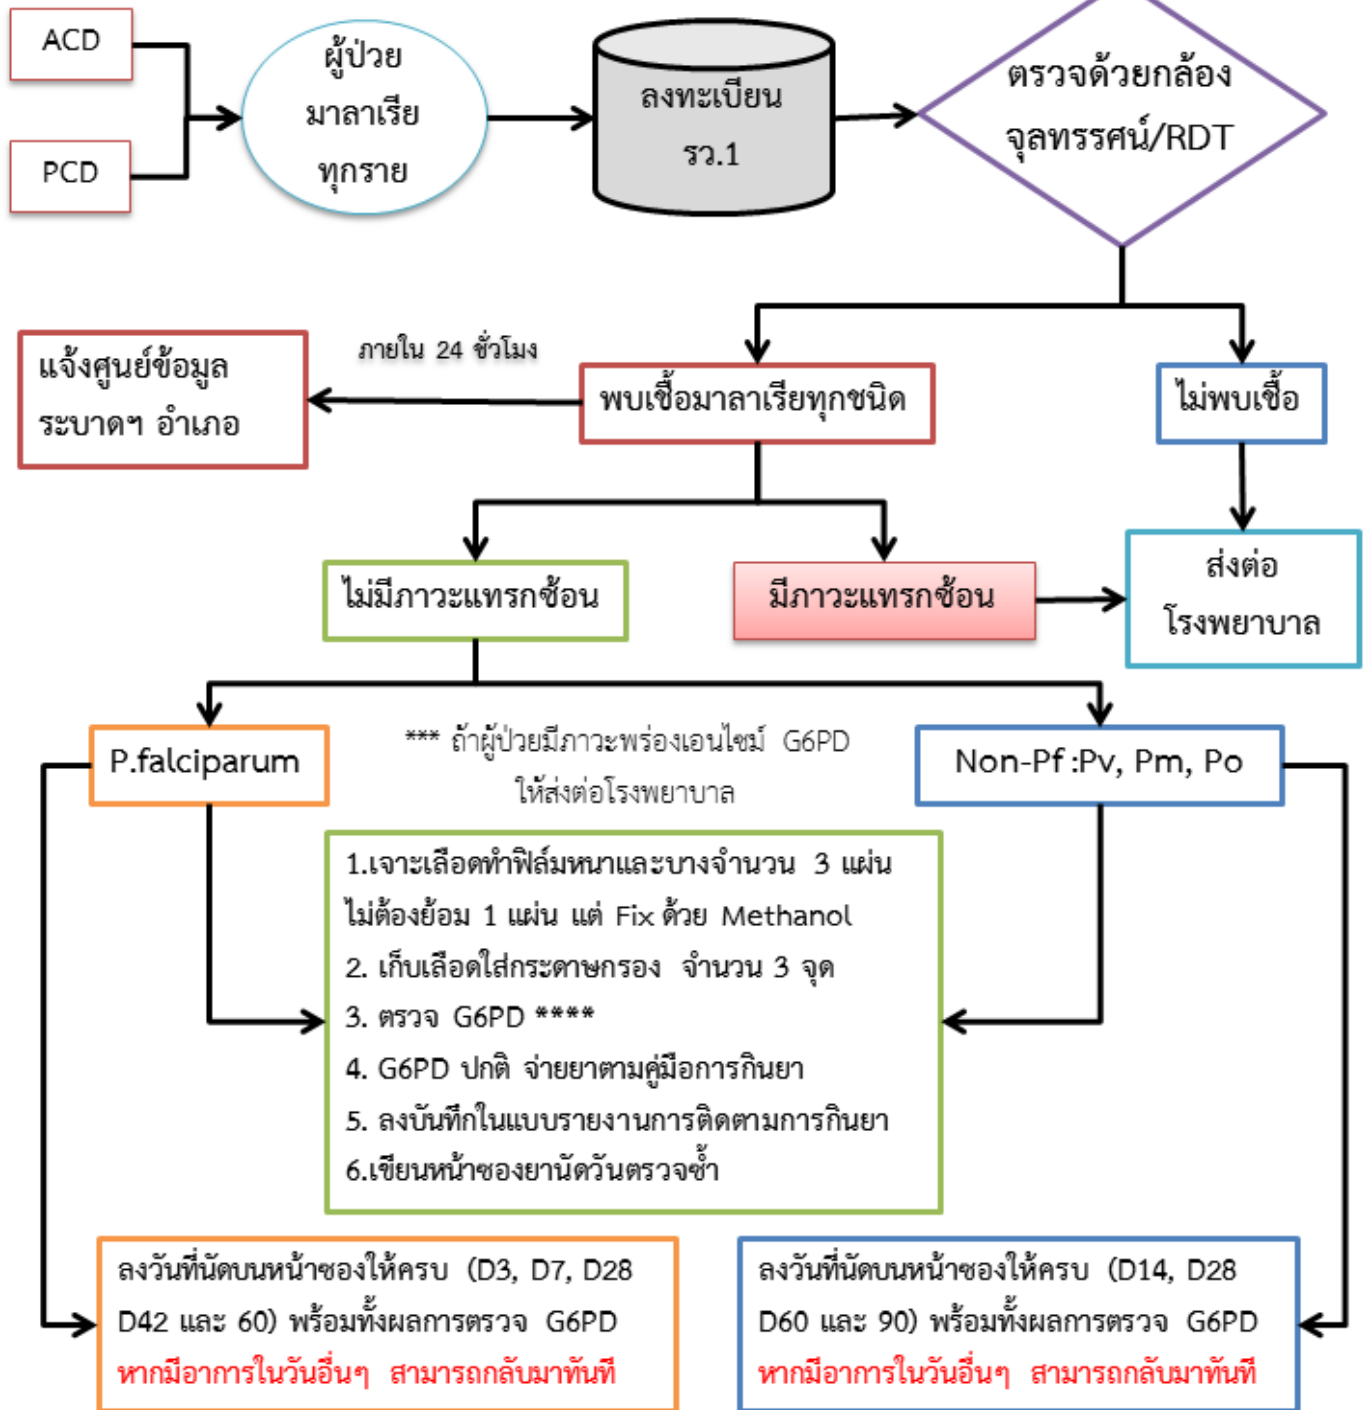 ACD
PCD
ผู้ป่วย
มาลาเรีย
ทุกราย
ลงทะเบียน
รว.1
ตรวจด้วยกล้อง
จุลทรรศน์/RDT
แจ้งศูนย์ข้อมูล
ระบาดฯ อำเภอ
ภายใน 24 ชั่วโมง
พบเชื้อมาลาเรียทุกชนิด
ไม่พบเชื้อ
ไม่มีภาวะแทรกซ้อน
มีภาวะแทรกซ้อน
ส่งต่อ
โรงพยาบาล
P.falciparum
*** ถ้าผู้ป่วยมีภาวะพร่องเอนไซม์ G6PD
ให้ส่งต่อโรงพยาบาล
Non-Pf :Pv, Pm, Po
1.เจาะเลือดทำฟิล์มหนาและบางจำนวน 3 แผ่น
ไม่ต้องย้อม 1 แผ่น แต่ Fix ด้วย Methanol
2. เก็บเลือดใส่กระดาษกรอง จำนวน 3 จุด
3. ตรวจ G6PD ****
4. G6PD ปกติ จ่ายยาตามคู่มือการกินยา
5. ลงบันทึกในแบบรายงานการติดตามการกินยา
6.เขียนหน้าซองยานัดวันตรวจซ้ำ
ลงวันที่นัดบนหน้าซองให้ครบ (D3, D7, D28
D42 และ 60) พร้อมทั้งผลการตรวจ G6PD
หากมีอาการในวันอื่นๆ สามารถกลับมาทันที
ลงวันที่นัดบนหน้าซองให้ครบ (D14, D28
D60 และ 90) พร้อมทั้งผลการตรวจ G6PD
หากมีอาการในวันอื่นๆ สามารถกลับมาทันที